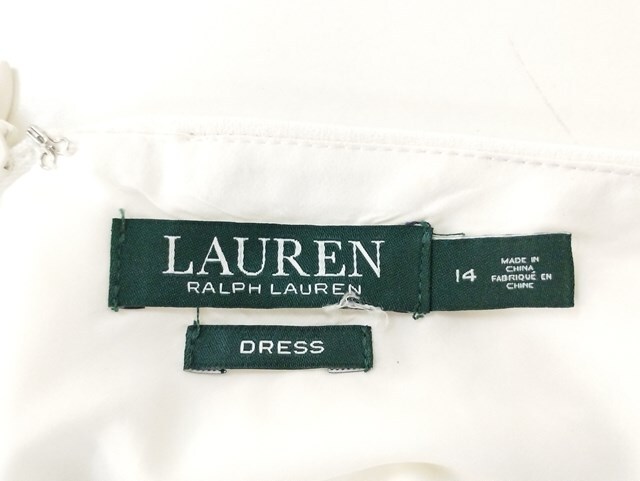 LAUREN
RALPH LAUREN
DRESS
14
MADE IN
CHINA
FABRIQUÉ EN
CHINE